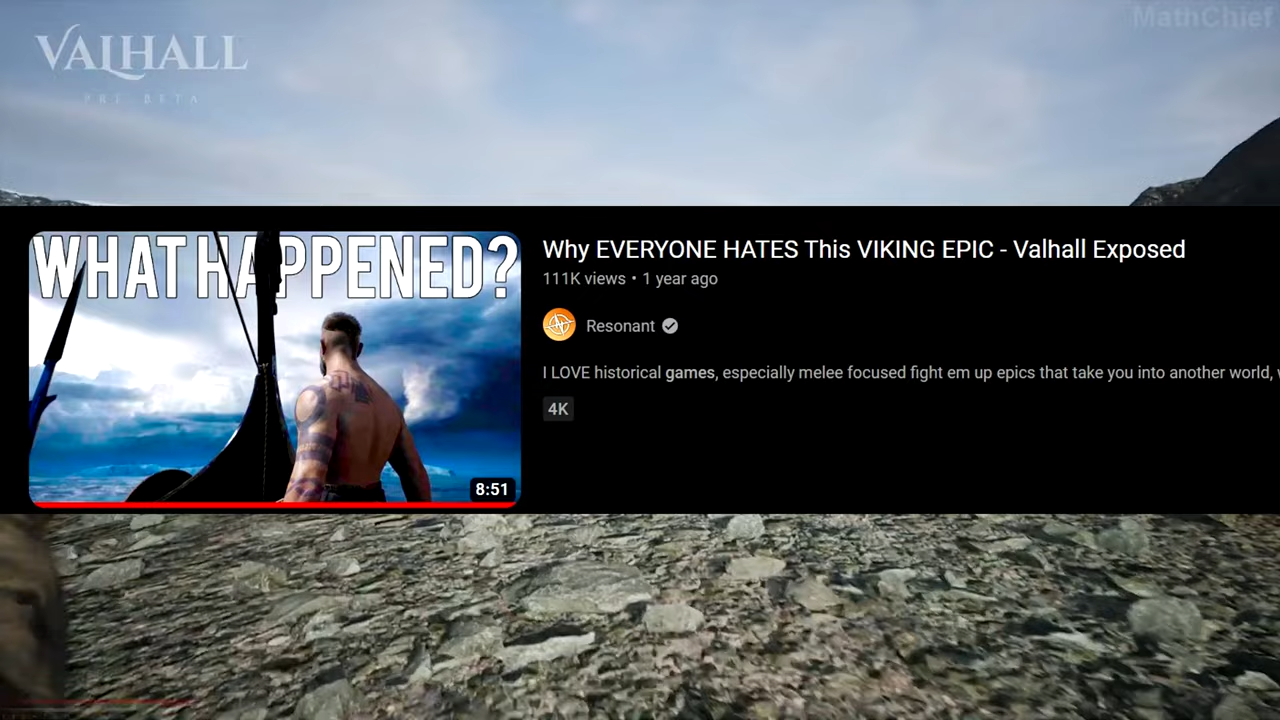 MathChief
VALHALL
PRE BETA
WHAT HAPPENED?
8:51
Why EVERYONE HATES This VIKING EPIC - Valhall Exposed
111K views • 1 year ago
Resonant
I LOVE historical games, especially melee focused fight em up epics that take you into another world,
4K